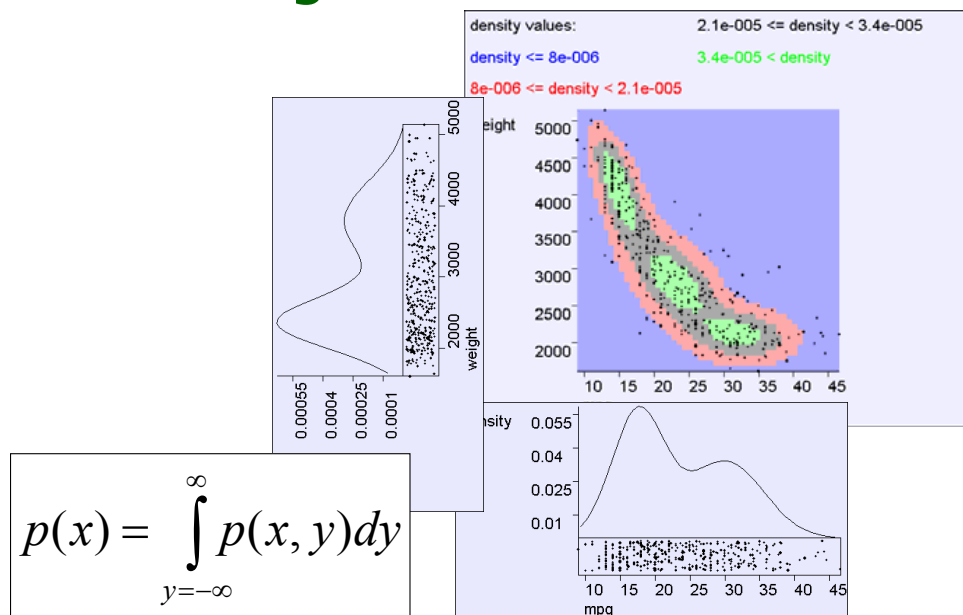 density values: 2.1e-005 <= density < 3.4e-005
density <= 8e-006 3.4e-005 < density
8e-006 <= density < 2.1e-005
eight
5000
4500
4000
3500
3000
2500
2000
10 15 20 25 30 35 40 45
5000
4000
3000
2000
weight
0.00055
0.0004
0.00025
0.0001
nsity
0.055
0.04
0.025
0.01
10 15 20 25 30 35 40 45
mpg
p(x) = ∫_{y=-∞}^{∞} p(x, y)dy